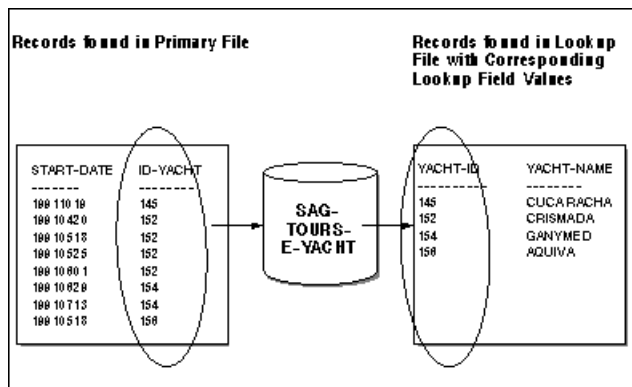 Records found in Primary File
Records found in Lookup
File with Corresponding
Lookup Field Values
START-DATE ID-YACHT
-------- ----------
19911019 145
19910420 152
19910518 152
19910525 152
19910601 152
19910629 154
19910713 154
19910518 156
SAG-
TOURS-
E-YACHT
YACHT-ID YACHT-NAME
---------- ----------
145 CUCARACHA
152 CRISMADA
154 GANYMED
156 AQUIVA